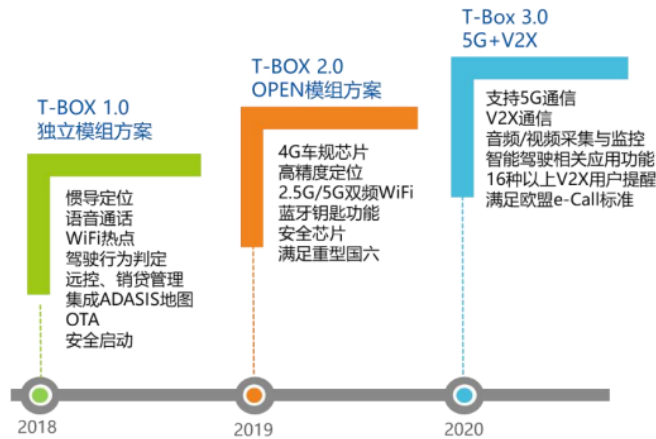 T-BOX 1.0
独立模组方案
惯导定位
语音通话
WiFi热点
驾驶行为判定
远控、销贷管理
集成ADASIS地图
OTA
安全启动
T-BOX 2.0
OPEN模组方案
4G车规芯片
高精度定位
2.5G/5G双频WiFi
蓝牙钥匙功能
安全芯片
满足重型国六
T-Box 3.0
5G+V2X
支持5G通信
V2X通信
音频/视频采集与监控
智能驾驶相关应用功能
16种以上V2X用户提醒
满足欧盟e-Call标准
2018
2019
2020